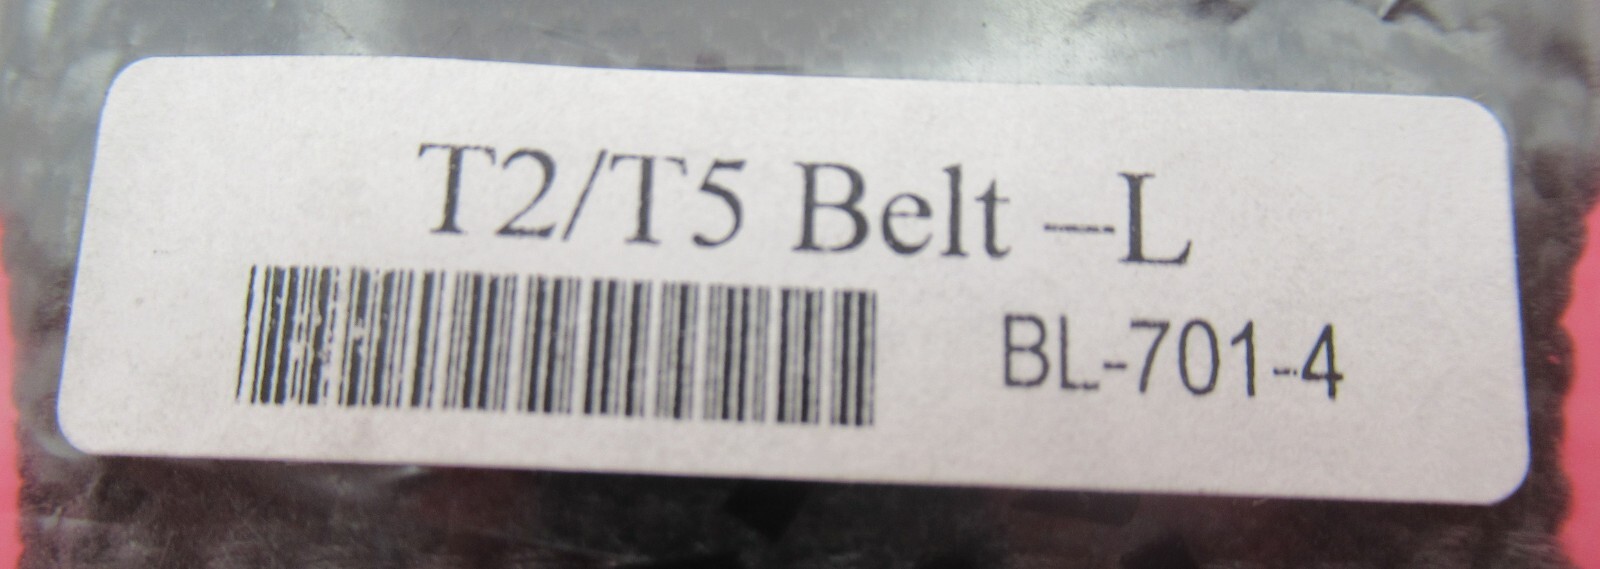 T2/T5 Belt –L
BL-701-4